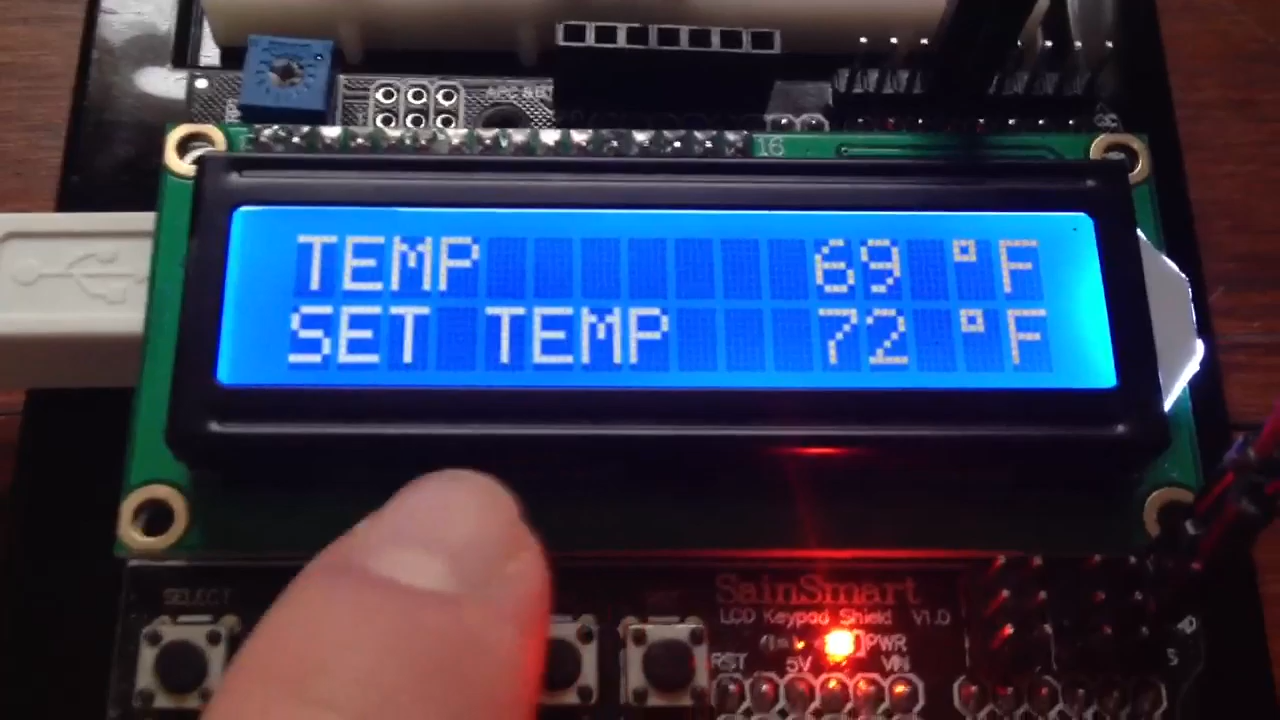 16
TEMP 69 °F
SET TEMP 72 °F
SELECT
SainSmart
LCD Keypad Shield V1.0
PWR
RST 5V VIN